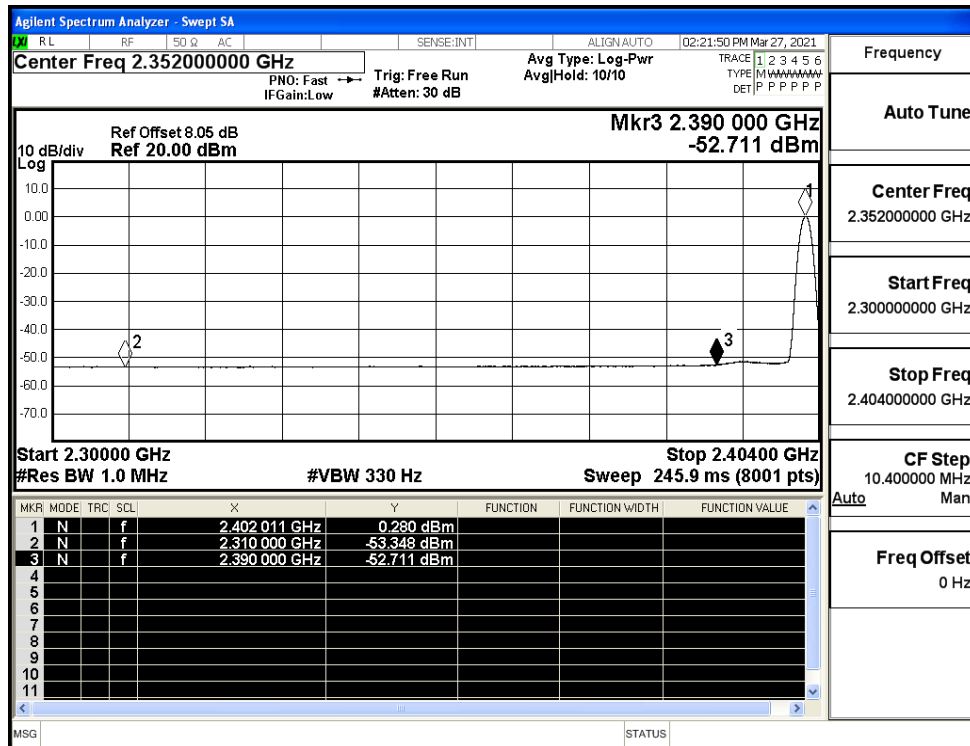 Agilent Spectrum Analyzer - Swept SA
LXI RL RF 50 Ω AC SENSE:INT ALIGN AUTO 02:21:50 PM Mar 27, 2021
Center Freq 2.352000000 GHz
PNO: Fast
IFGain:Low
Trig: Free Run
#Atten: 30 dB
Avg Type: Log-Pwr
Avg|Hold: 10/10
TRACE 1 2 3 4 5 6
TYPE M W W W W W
DET P P P P P P
Frequency
Mkr3 2.390 000 GHz
-52.711 dBm
Ref Offset 8.05 dB
10 dB/div Ref 20.00 dBm
Log
10.0
0.00
-10.0
-20.0
-30.0
-40.0
-50.0
-60.0
-70.0
1
2
3
Start 2.30000 GHz Stop 2.40400 GHz
#Res BW 1.0 MHz #VBW 330 Hz Sweep 245.9 ms (8001 pts)
MKR MODE TRC SCL X Y FUNCTION FUNCTION WIDTH FUNCTION VALUE
1 N f 2.402 011 GHz 0.280 dBm
2 N f 2.310 000 GHz -53.348 dBm
3 N f 2.390 000 GHz -52.711 dBm
4
5
6
7
8
9
10
11
Auto Tune
Center Freq
2.352000000 GHz
Start Freq
2.300000000 GHz
Stop Freq
2.404000000 GHz
CF Step
10.400000 MHz
Auto Man
Freq Offset
0 Hz
MSG STATUS